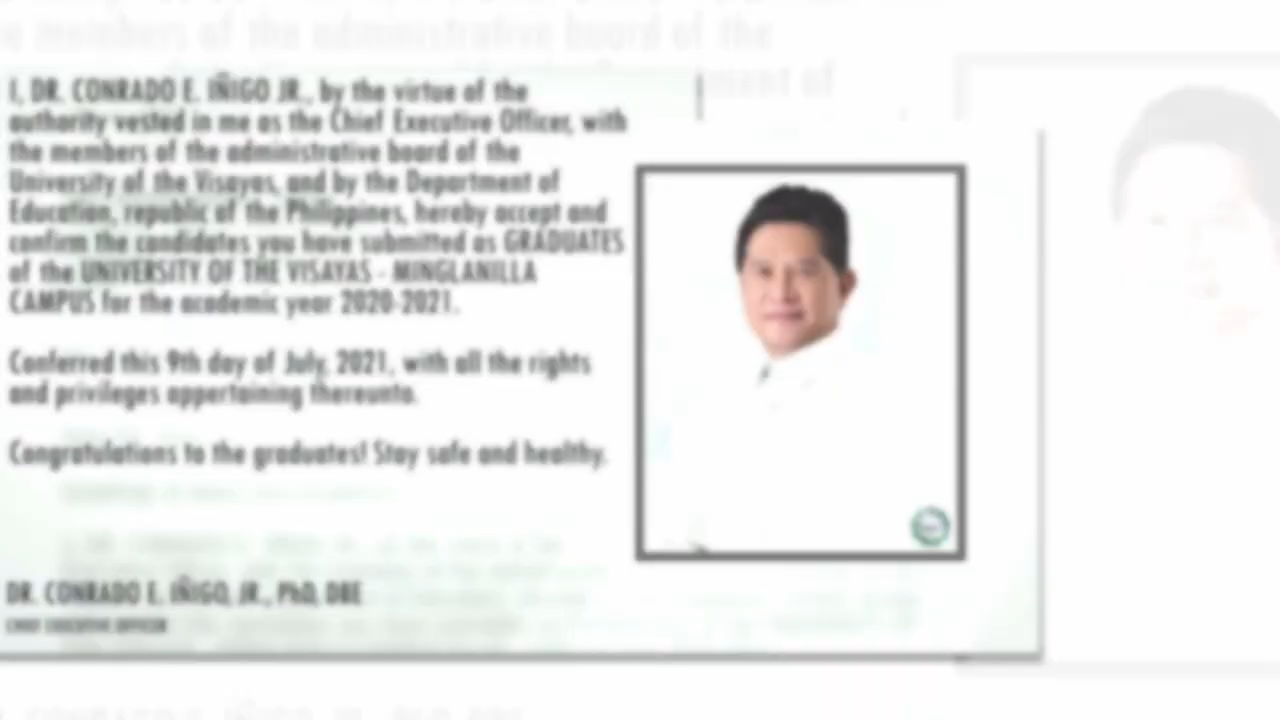 I, DR. CONRADO E. IÑIGO JR., by the virtue of the
authority vested in me as the Chief Executive Officer, with
the members of the administrative board of the
University of the Visayas, and by the Department of
Education, republic of the Philippines, hereby accept and
confirm the candidates you have submitted as GRADUATES
of the UNIVERSITY OF THE VISAYAS - MINGLANILLA
CAMPUS for the academic year 2020-2021.
Conferred this 9th day of July, 2021, with all the rights
and privileges appertaining thereunto.
Congratulations to the graduates! Stay safe and healthy.
DR. CONRADO E. IÑIGO, JR., PhD, DBE
CHIEF EXECUTIVE OFFICER